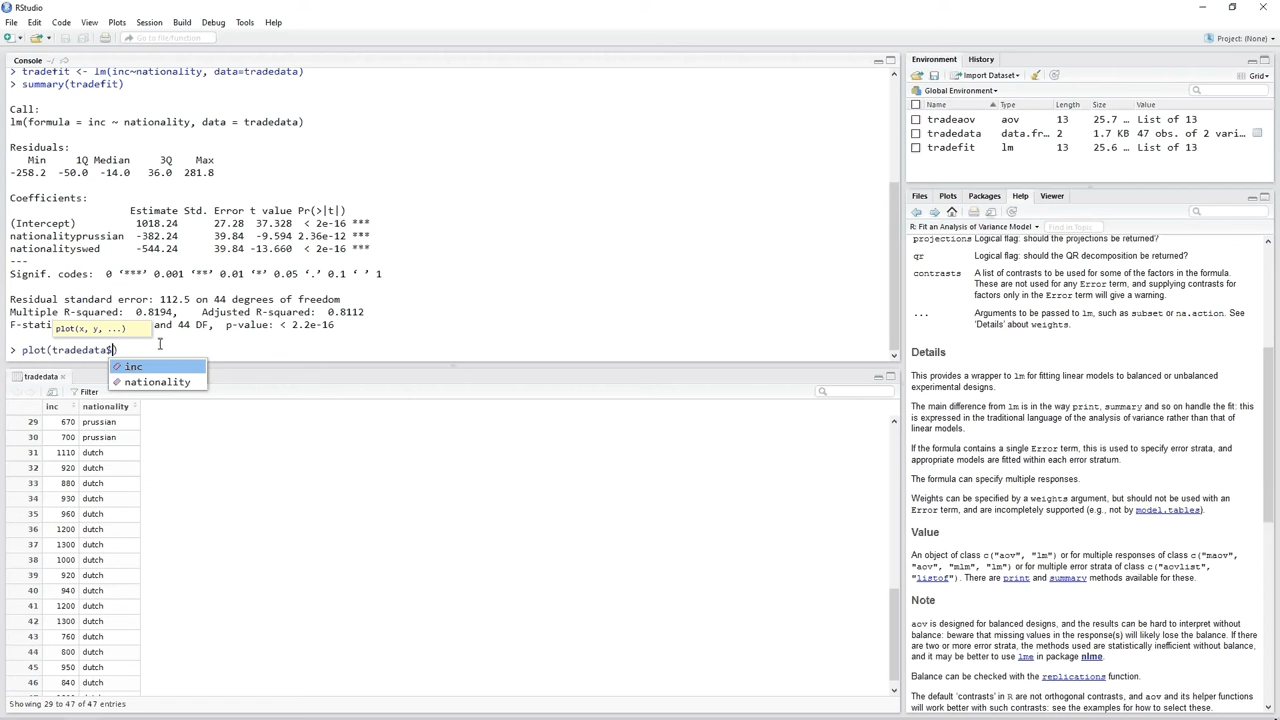 RStudio
File Edit Code View Plots Session Build Debug Tools Help
Go to file/function
Project: (None)
Console ~/
> tradefit <- lm(inc~nationality, data=tradedata)
> summary(tradefit)
Call:
lm(formula = inc ~ nationality, data = tradedata)
Residuals:
Min 1Q Median 3Q Max
-258.2 -50.0 -14.0 36.0 281.8
Coefficients:
Estimate Std. Error t value Pr(>|t|)
(Intercept) 1018.24 27.28 37.328 < 2e-16 ***
nationalityprussian -382.24 39.84 -9.594 2.36e-12 ***
nationalityswed -544.24 39.84 -13.660 < 2e-16 ***
---
Signif. codes: 0 ‘***’ 0.001 ‘**’ 0.01 ‘*’ 0.05 ‘.’ 0.1 ‘ ’ 1
Residual standard error: 112.5 on 44 degrees of freedom
Multiple R-squared: 0.8194, Adjusted R-squared: 0.8112
F-stati and 44 DF, p-value: < 2.2e-16
plot(x, y, ...)
> plot(tradedata$)
inc
nationality
tradedata
Filter
inc nationality
29 670 prussian
30 700 prussian
31 1110 dutch
32 920 dutch
33 880 dutch
34 930 dutch
35 960 dutch
36 1200 dutch
37 1300 dutch
38 1000 dutch
39 920 dutch
40 940 dutch
41 1200 dutch
42 1300 dutch
43 760 dutch
44 800 dutch
45 950 dutch
46 840 dutch
Showing 29 to 47 of 47 entries
Environment History
Import Dataset Grid
Global Environment
Name Type Length Size Value
tradeaov aov 13 25.7 … List of 13
tradedata data.fr… 2 1.7 KB 47 obs. of 2 vari…
tradefit lm 13 25.6 … List of 13
Files Plots Packages Help Viewer
R: Fit an Analysis of Variance Model Find in Topic
projections Logical flag: should the projections be returned?
qr Logical flag: should the QR decomposition be returned?
contrasts A list of contrasts to be used for some of the factors in the formula.
These are not used for any Error term, and supplying contrasts for
factors only in the Error term will give a warning.
... Arguments to be passed to lm, such as subset or na.action. See
‘Details’ about weights.
Details
This provides a wrapper to lm for fitting linear models to balanced or unbalanced
experimental designs.
The main difference from lm is in the way print, summary and so on handle the fit: this
is expressed in the traditional language of the analysis of variance rather than that of
linear models.
If the formula contains a single Error term, this is used to specify error strata, and
appropriate models are fitted within each error stratum.
The formula can specify multiple responses.
Weights can be specified by a weights argument, but should not be used with an
Error term, and are incompletely supported (e.g., not by model.tables).
Value
An object of class c("aov", "lm") or for multiple responses of class c("maov",
"aov", "mlm", "lm") or for multiple error strata of class c("aovlist",
"listof"). There are print and summary methods available for these.
Note
aov is designed for balanced designs, and the results can be hard to interpret without
balance: beware that missing values in the response(s) will likely lose the balance. If there
are two or more error strata, the methods used are statistically inefficient without balance,
and it may be better to use lme in package nlme.
Balance can be checked with the replications function.
The default ‘contrasts’ in R are not orthogonal contrasts, and aov and its helper functions
will work better with such contrasts: see the examples for how to select these.